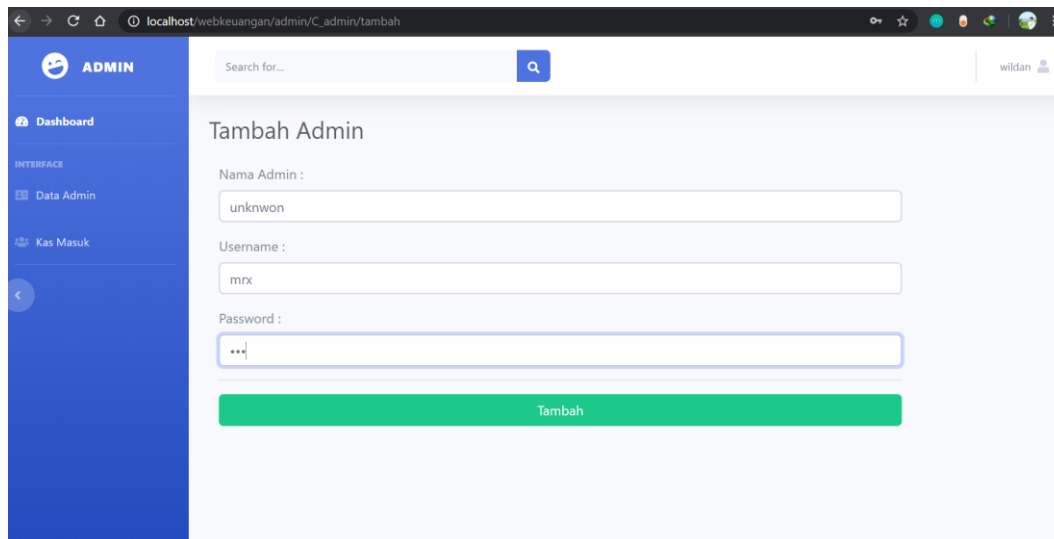 localhost/webkeuangan/admin/C_admin/tambah
ADMIN
Search for...
wildan
Dashboard
Tambah Admin
INTERFACE
Nama Admin :
Data Admin
unknwon
Kas Masuk
Username :
mrx
Password :
•••
Tambah